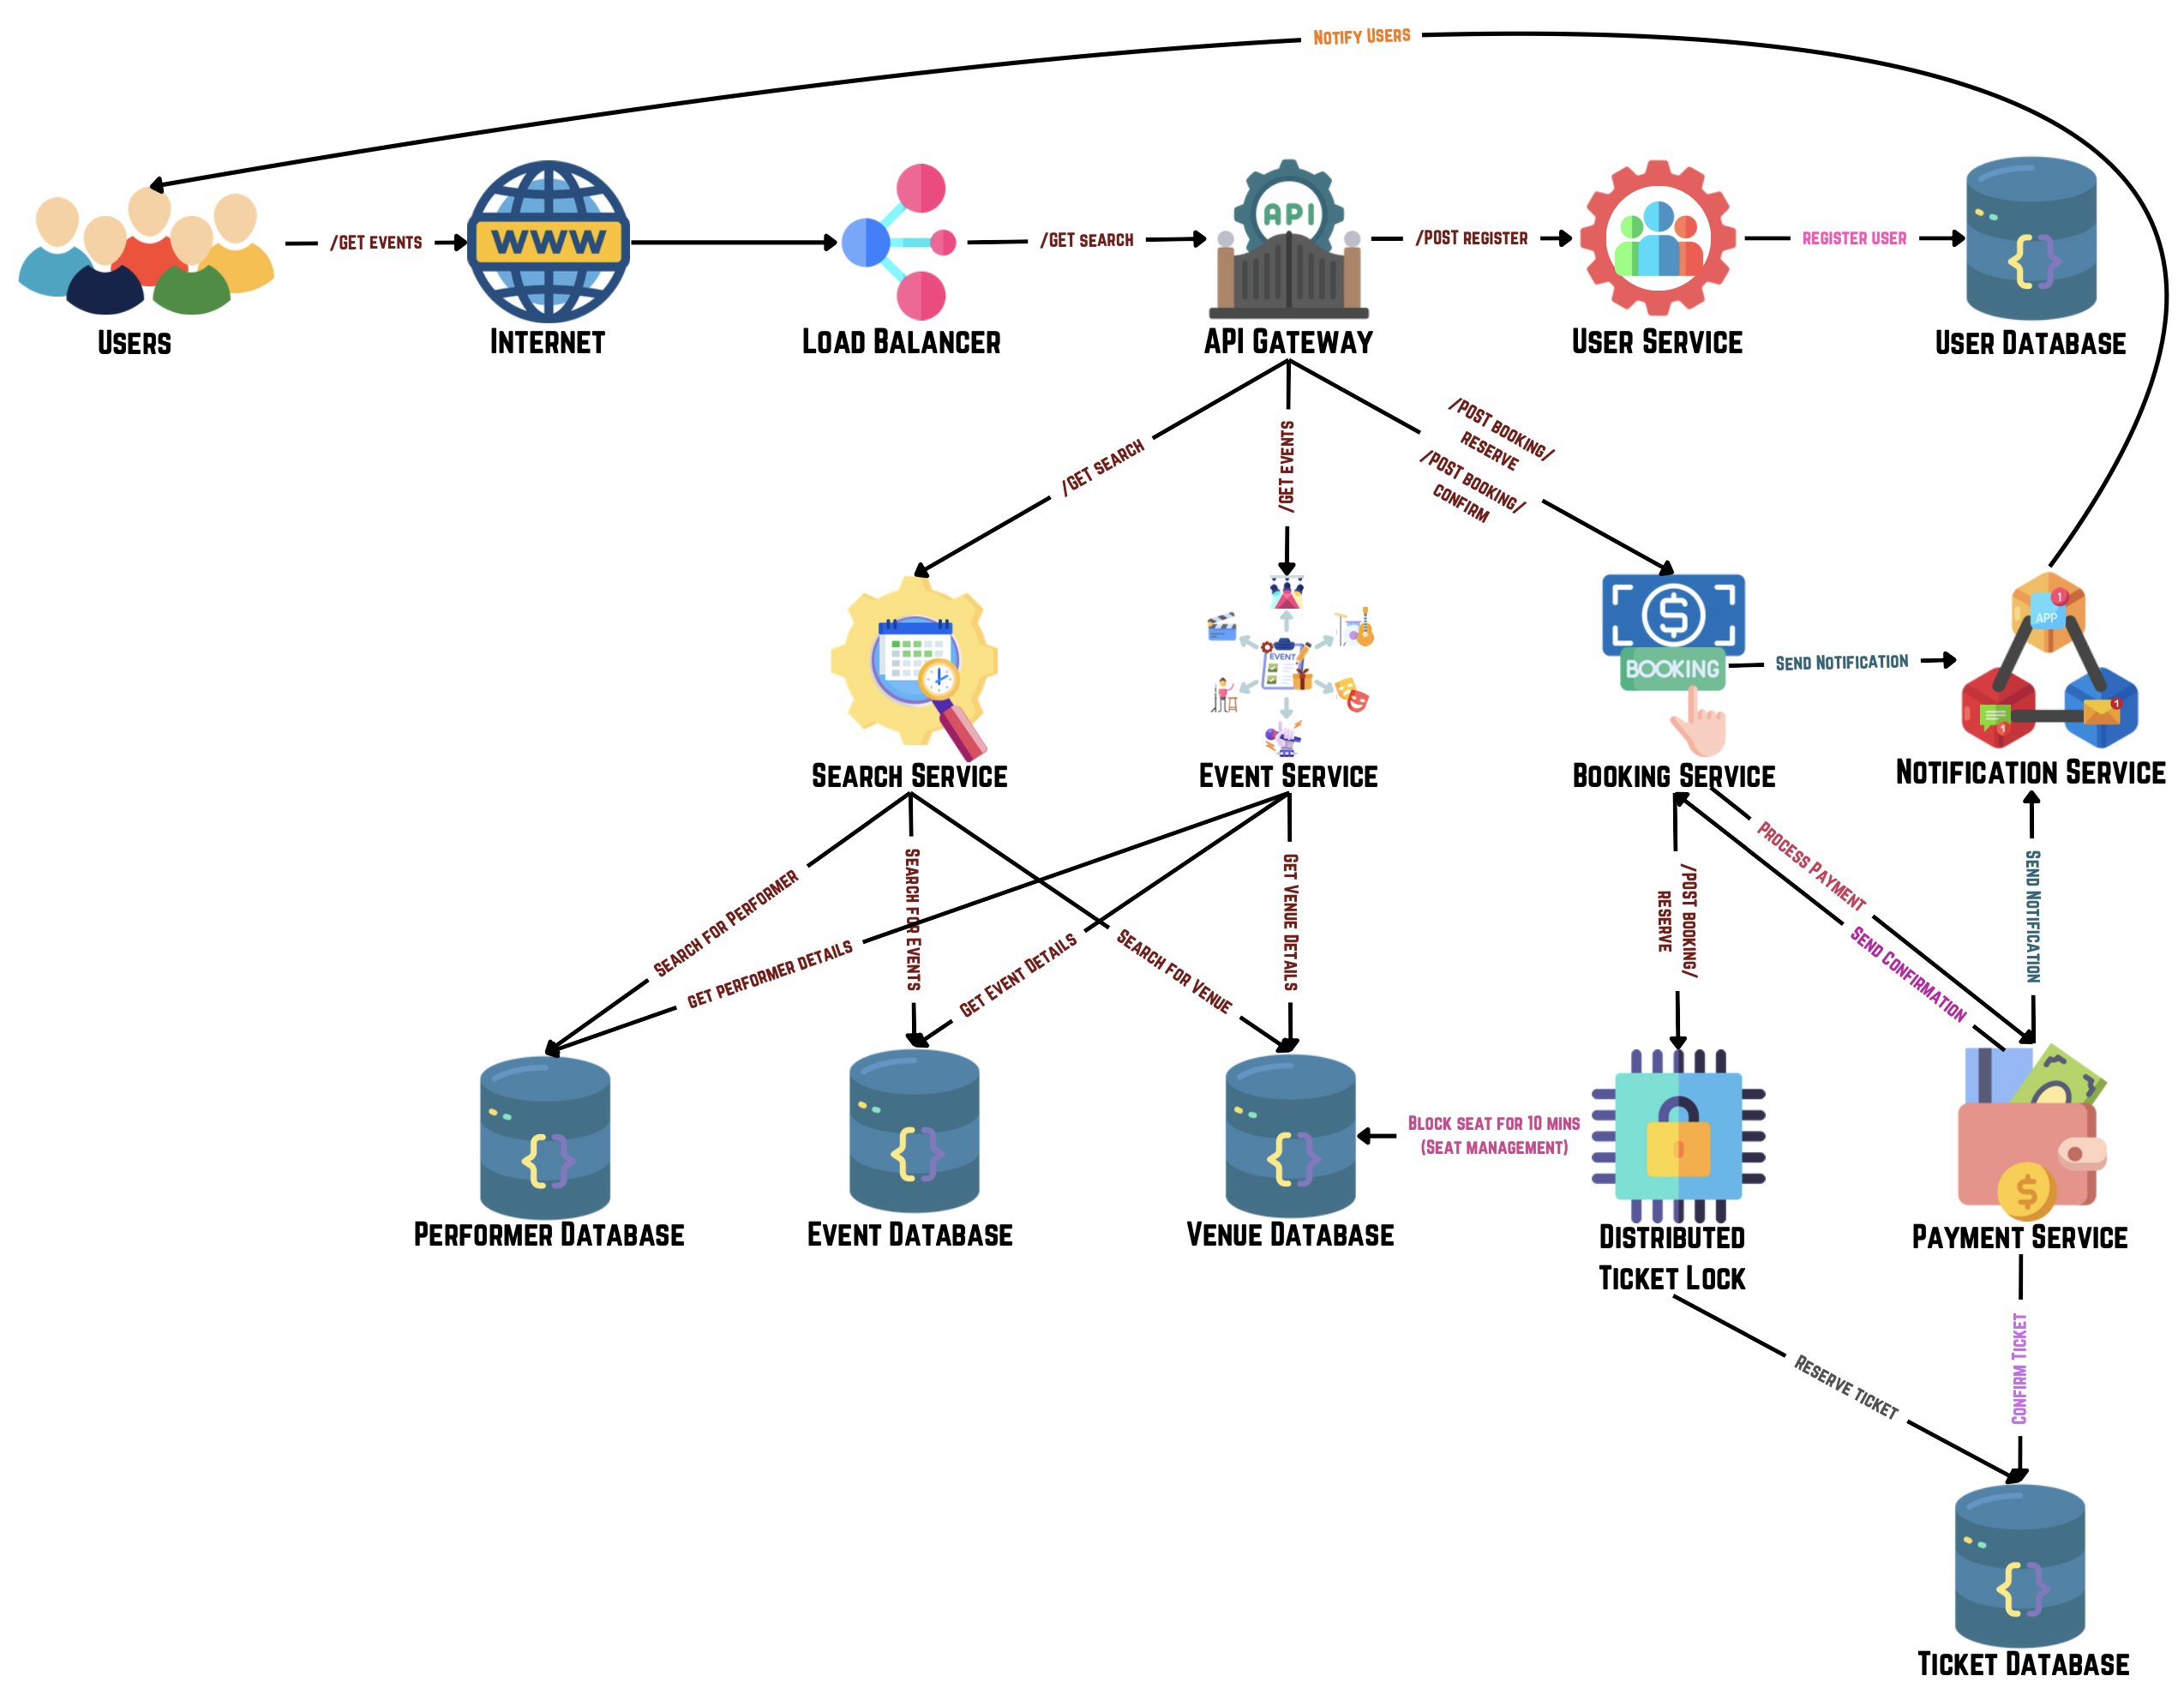 Notify Users
/GET events
/GET search
/POST register
register user
WWW
API
Users
Internet
Load Balancer
API Gateway
User Service
User Database
/GET search
/GET events
/POST booking/
reserve
/POST booking/
confirm
EVENT
BOOKING
Send Notification
APP
1
1
1
Search Service
Event Service
Booking Service
Notification Service
Search for Performer
Get performer details
Search for Events
Get Event Details
Search for Venue
Get Venue Details
/POST booking/
reserve
Process Payment
Send Confirmation
Send Notification
Block seat for 10 mins
(Seat management)
Performer Database
Event Database
Venue Database
Distributed
Ticket Lock
Payment Service
Reserve ticket
Confirm Ticket
Ticket Database